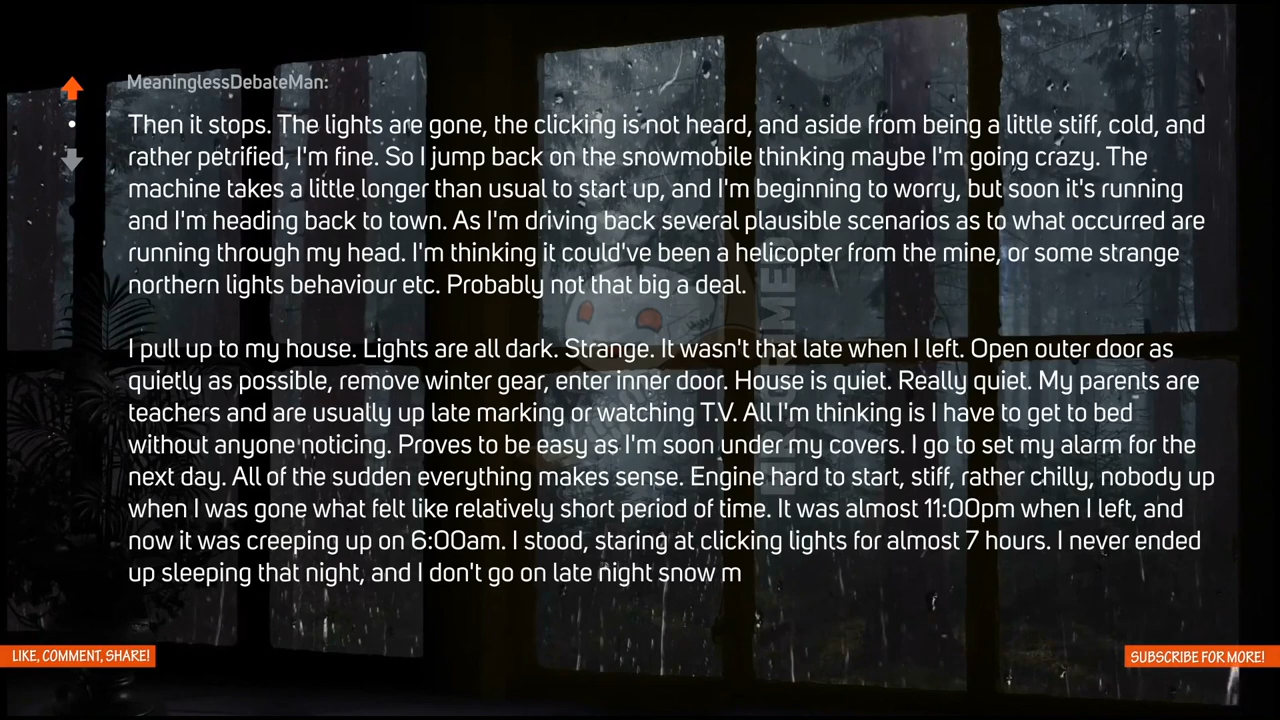 MeaninglessDebateMan:
Then it stops. The lights are gone, the clicking is not heard, and aside from being a little stiff, cold, and
rather petrified, I'm fine. So I jump back on the snowmobile thinking maybe I'm going crazy. The
machine takes a little longer than usual to start up, and I'm beginning to worry, but soon it's running
and I'm heading back to town. As I'm driving back several plausible scenarios as to what occurred are
running through my head. I'm thinking it could've been a helicopter from the mine, or some strange
northern lights behaviour etc. Probably not that big a deal.
I pull up to my house. Lights are all dark. Strange. It wasn't that late when I left. Open outer door as
quietly as possible, remove winter gear, enter inner door. House is quiet. Really quiet. My parents are
teachers and are usually up late marking or watching T.V. All I'm thinking is I have to get to bed
without anyone noticing. Proves to be easy as I'm soon under my covers. I go to set my alarm for the
next day. All of the sudden everything makes sense. Engine hard to start, stiff, rather chilly, nobody up
when I was gone what felt like relatively short period of time. It was almost 11:00pm when I left, and
now it was creeping up on 6:00am. I stood, staring at clicking lights for almost 7 hours. I never ended
up sleeping that night, and I don't go on late night snow m
LIKE, COMMENT, SHARE!
SUBSCRIBE FOR MORE!